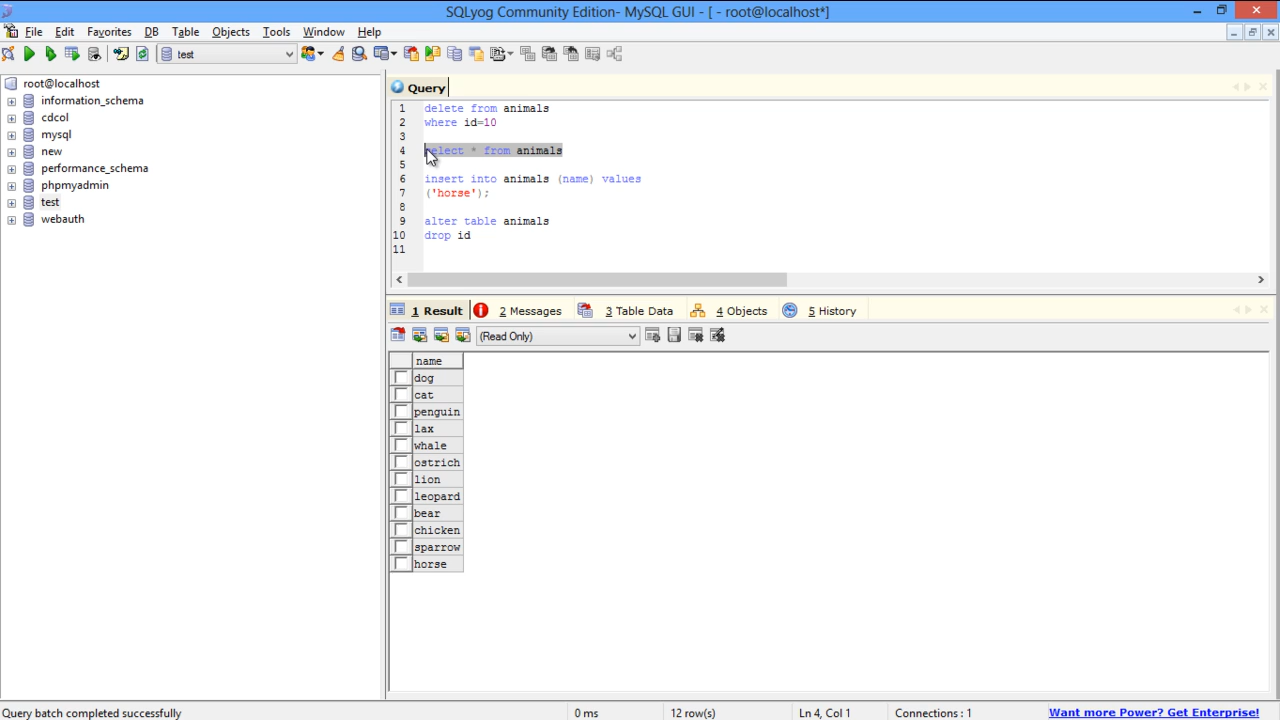 SQLyog Community Edition- MySQL GUI - [ - root@localhost*]
File Edit Favorites DB Table Objects Tools Window Help
test
root@localhost
information_schema
cdcol
mysql
new
performance_schema
phpmyadmin
test
webauth
Query
1 delete from animals
2 where id=10
3
4 select * from animals
5
6 insert into animals (name) values
7 ('horse');
8
9 alter table animals
10 drop id
11
1 Result 2 Messages 3 Table Data 4 Objects 5 History
(Read Only)
name
dog
cat
penguin
lax
whale
ostrich
lion
leopard
bear
chicken
sparrow
horse
Query batch completed successfully 0 ms 12 row(s) Ln 4, Col 1 Connections : 1 Want more Power? Get Enterprise!